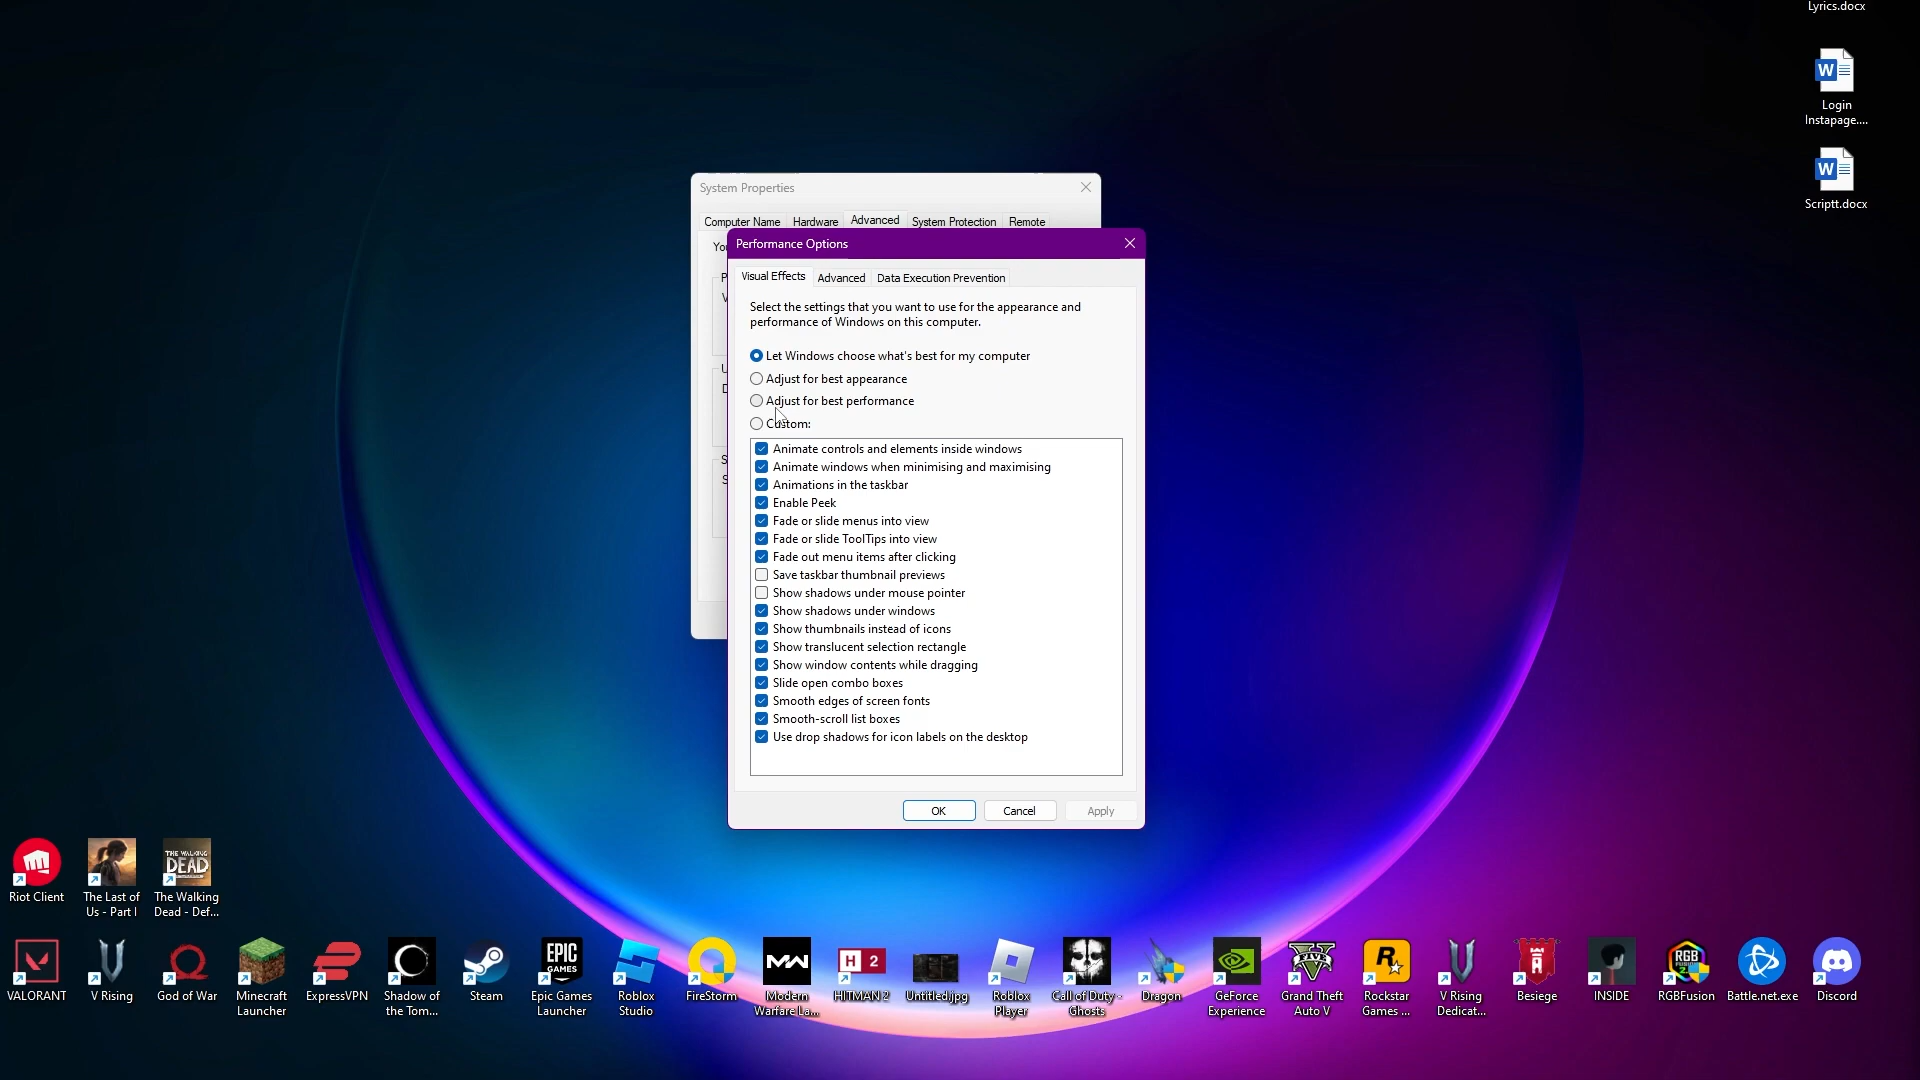 Lyrics.docx
Login
Instapage....
Scriptt.docx
System Properties
Computer Name
Hardware
Advanced
System Protection
Remote
Performance Options
Visual Effects
Advanced
Data Execution Prevention
Select the settings that you want to use for the appearance and
performance of Windows on this computer.
Let Windows choose what's best for my computer
Adjust for best appearance
Adjust for best performance
Custom:
Animate controls and elements inside windows
Animate windows when minimising and maximising
Animations in the taskbar
Enable Peek
Fade or slide menus into view
Fade or slide ToolTips into view
Fade out menu items after clicking
Save taskbar thumbnail previews
Show shadows under mouse pointer
Show shadows under windows
Show thumbnails instead of icons
Show translucent selection rectangle
Show window contents while dragging
Slide open combo boxes
Smooth edges of screen fonts
Smooth-scroll list boxes
Use drop shadows for icon labels on the desktop
OK
Cancel
Apply
THE WALKING
DEAD
Riot Client
The Last of
Us - Part I
The Walking
Dead - Def...
EPIC
GAMES
MW
H 2
FIVE
VALORANT
V Rising
God of War
Minecraft
Launcher
ExpressVPN
Shadow of
the Tom...
Steam
Epic Games
Launcher
Roblox
Studio
FireStorm
Modern
Warfare La...
HITMAN 2
Untitled.jpg
Roblox
Player
Call of Duty -
Ghosts
Dragon
GeForce
Experience
Grand Theft
Auto V
Rockstar
Games ...
V Rising
Dedicat...
Besiege
INSIDE
RGBFusion
Battle.net.exe
Discord